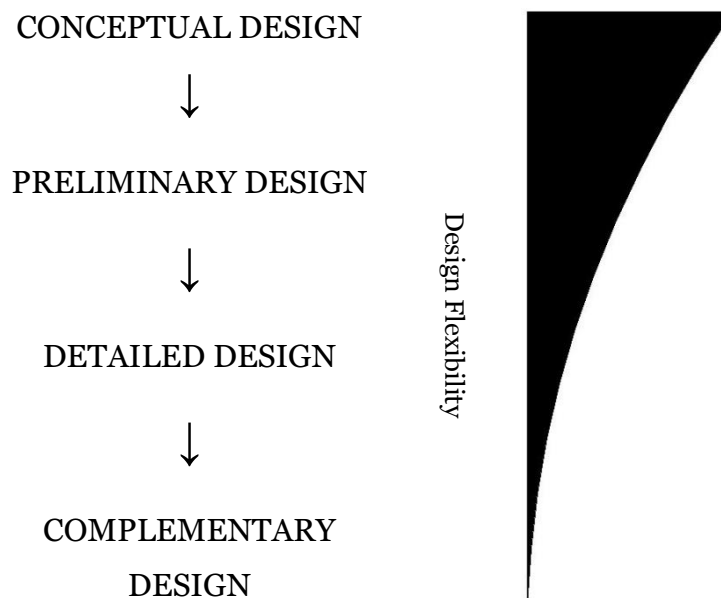 CONCEPTUAL DESIGN
↓
PRELIMINARY DESIGN
↓
DETAILED DESIGN
↓
COMPLEMENTARY
DESIGN
Design Flexibility